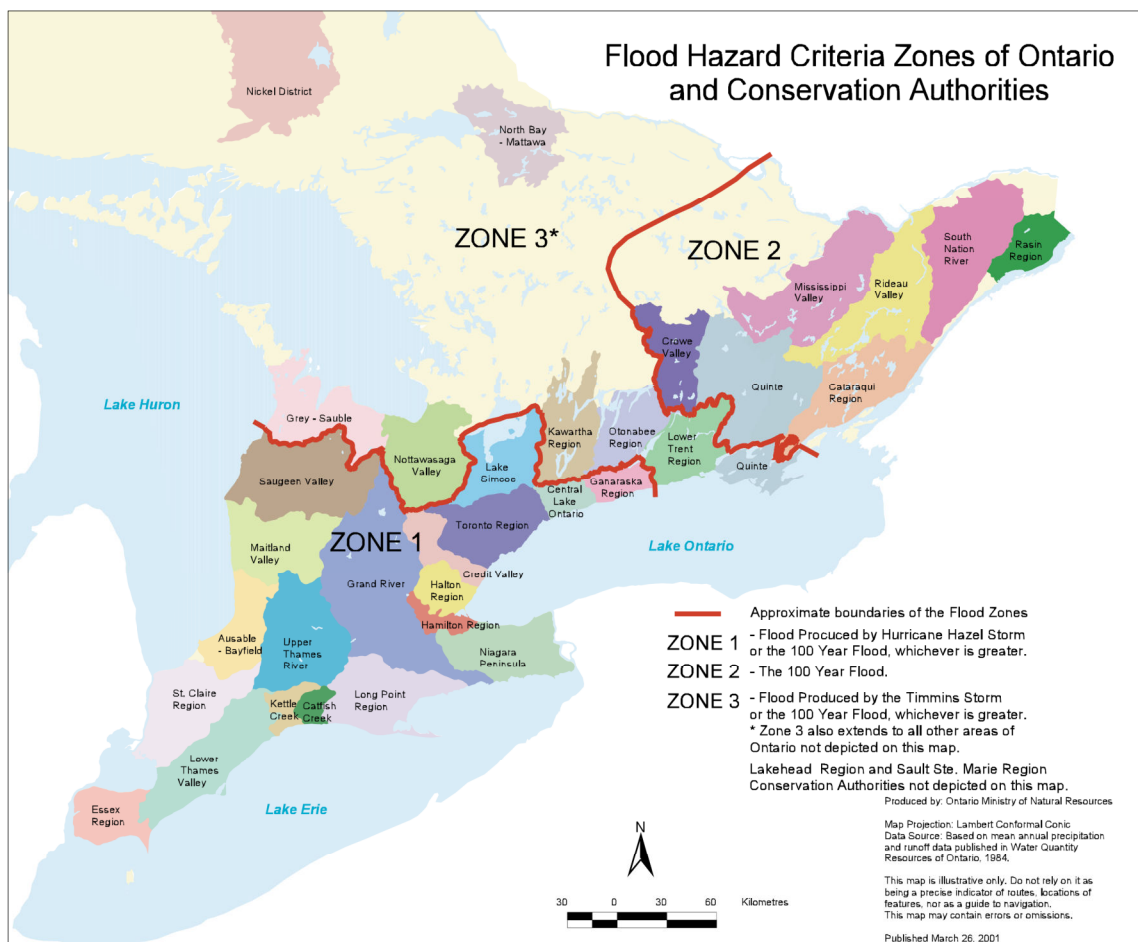 Flood Hazard Criteria Zones of Ontario
and Conservation Authorities
Nickel District
North Bay
- Mattawa
ZONE 3*
ZONE 2
South
Nation
River
Rasin
Region
Rideau
Valley
Mississippi
Valley
Crowe
Valley
Quinte
Cataraqui
Region
Lake Huron
Grey - Sauble
Kawartha
Region
Otonabee
Region
Lower
Trent
Region
Quinte
Nottawasaga
Valley
Lake
Simcoe
Saugeen Valley
Ganaraska
Region
Central
Lake
Ontario
Toronto Region
ZONE 1
Lake Ontario
Maitland
Valley
Grand River
Credit Valley
Halton
Region
Hamilton Region
Niagara
Peninsula
Ausable
- Bayfield
Upper
Thames
River
St. Claire
Region
Kettle
Creek
Catfish
Creek
Long Point
Region
Lower
Thames
Valley
Essex
Region
Lake Erie
Approximate boundaries of the Flood Zones
ZONE 1 - Flood Procuced by Hurricane Hazel Storm
or the 100 Year Flood, whichever is greater.
ZONE 2 - The 100 Year Flood.
ZONE 3 - Flood Produced by the Timmins Storm
or the 100 Year Flood, whichever is greater.
* Zone 3 also extends to all other areas of
Ontario not depicted on this map.
Lakehead Region and Sault Ste. Marie Region
Conservation Authorities not depicted on this map.
Produced by: Ontario Ministry of Natural Resources
Map Projection: Lambert Conformal Conic
Data Source: Based on mean annual precipitation
and runoff data published in Water Quantity
Resources of Ontario, 1984.
This map is illustrative only. Do not rely on it as
being a precise indicator of routes, locations of
features, nor as a guide to navigation.
This map may contain errors or omissions.
Published March 26, 2001
N
30 0 30 60 Kilometres